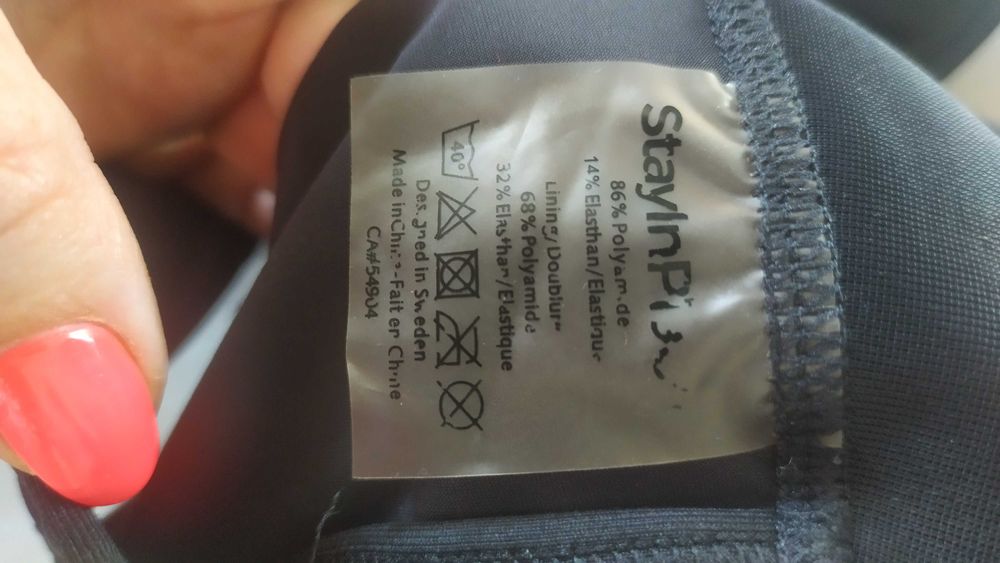 StayInPlace
86% Polyamide
14% Elasthan/Elastique
Lining/Doublure
68% Polyamide
32% Elasthan/Elastique
40°
Designed in Sweden
Made in China-Fait en Chine
CA#54904